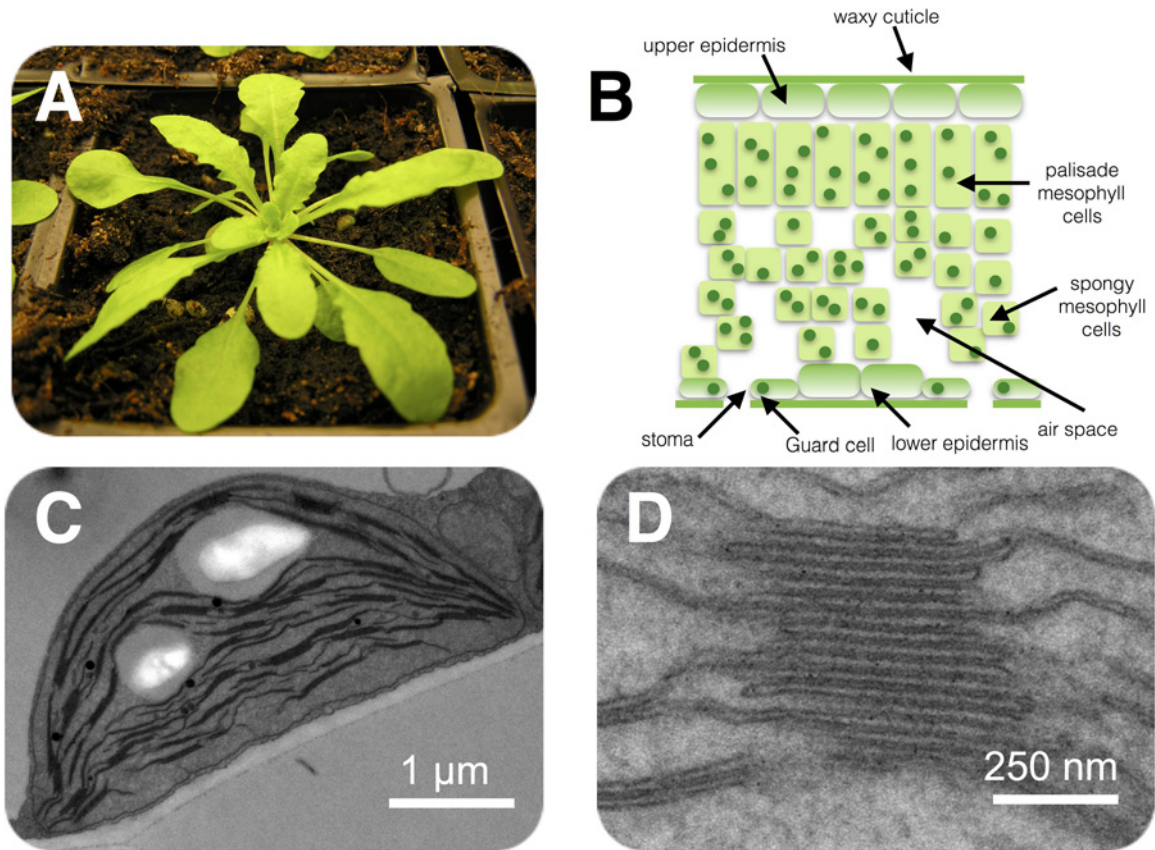 A
B
waxy cuticle
upper epidermis
palisade
mesophyll
cells
spongy
mesophyll
cells
air space
stoma
Guard cell
lower epidermis
C
1 µm
D
250 nm